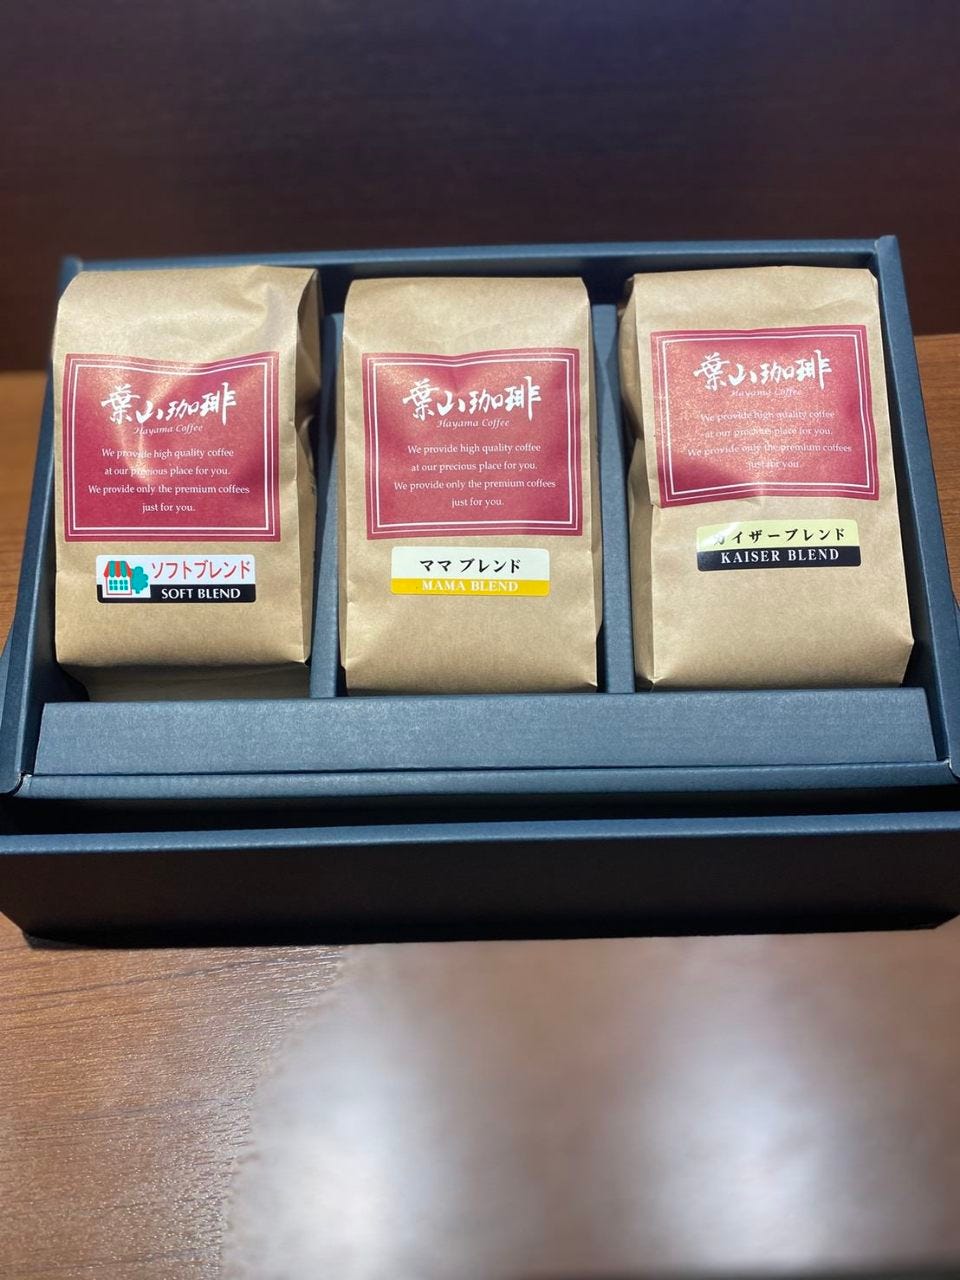 葉山珈琲
Hayama Coffee
We provide high quality coffee
at our precious place for you.
We provide only the premium coffees
just for you.
ソフトブレンド
SOFT BLEND
葉山珈琲
Hayama Coffee
We provide high quality coffee
at our precious place for you.
We provide only the premium coffees
just for you.
ママ ブレンド
MAMA BLEND
葉山珈琲
Hayama Coffee
We provide high quality coffee
at our precious place for you.
We provide only the premium coffees
just for you.
カイザーブレンド
KAISER BLEND